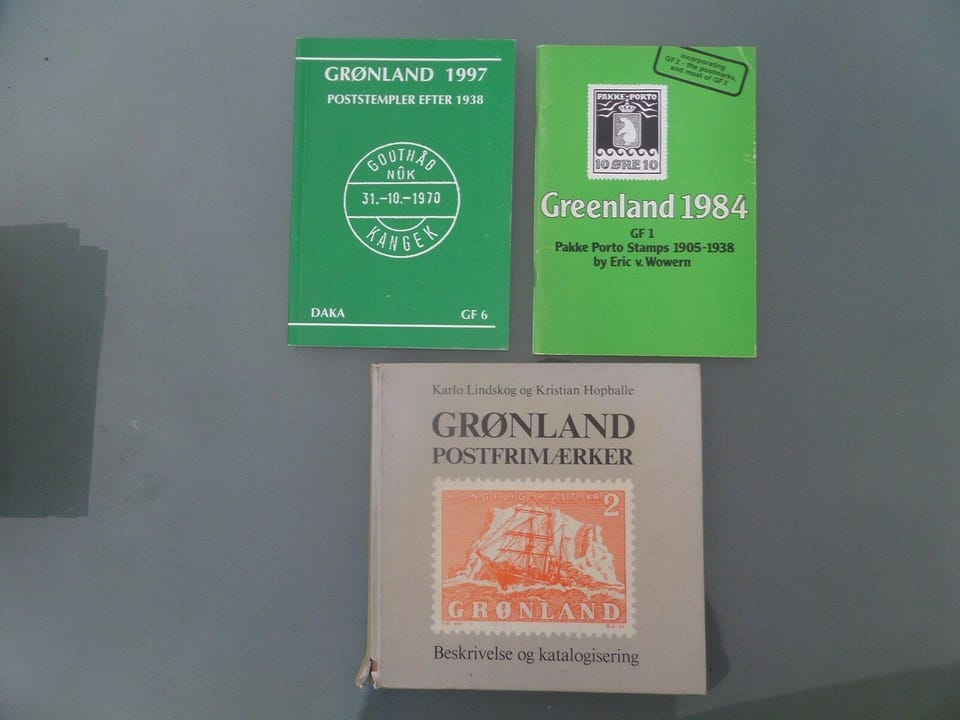 GRØNLAND 1997
POSTSTEMPLER EFTER 1938
GODTHÅB
NÛK
31.-10.-1970
KANGEK
DAKA
GF 6
incorporating
GF2 - the postmarks,
and most of GF3
PAKKE-PORTO
10 ØRE 10
Greenland 1984
GF 1
Pakke Porto Stamps 1905-1938
by Eric v. Wowern
Karlo Lindskog og Kristian Hopballe
GRØNLAND
POSTFRIMÆRKER
KONGELIG POST KR.
2
GRØNLAND
Beskrivelse og katalogisering